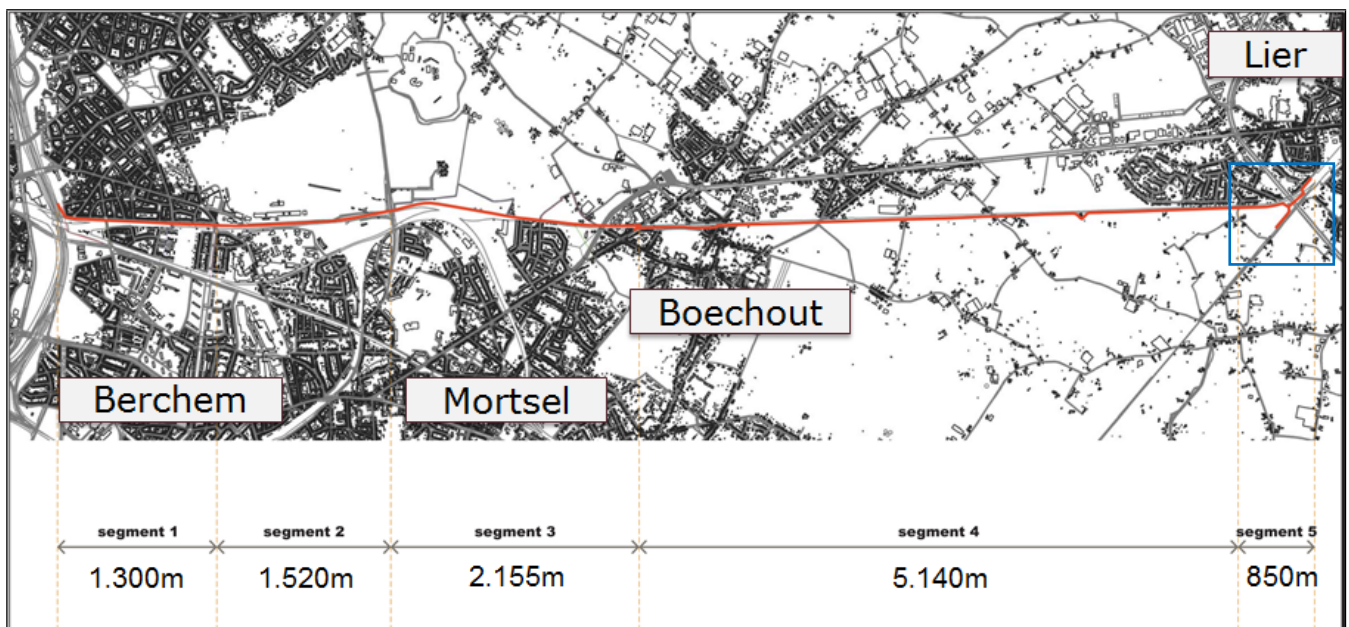 Lier
Boechout
Berchem
Mortsel
segment 1
segment 2
segment 3
segment 4
segment 5
1.300m
1.520m
2.155m
5.140m
850m